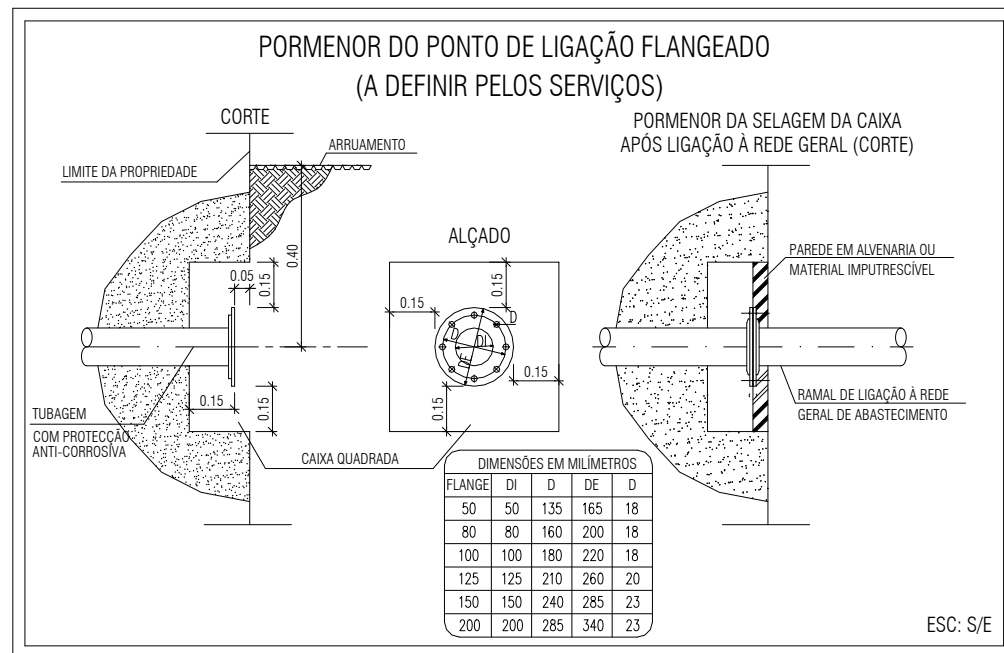 PORMENOR DO PONTO DE LIGAÇÃO FLANGEADO
(A DEFINIR PELOS SERVIÇOS)
CORTE
LIMITE DA PROPRIEDADE
ARRUAMENTO
0.40
0.05
0.15
0.15
0.15
TUBAGEM
COM PROTECÇÃO
ANTI-CORROSIVA
CAIXA QUADRADA
ALÇADO
0.15
0.15
D
D
DI
DE
0.15
0.15
PORMENOR DA SELAGEM DA CAIXA
APÓS LIGAÇÃO À REDE GERAL (CORTE)
PAREDE EM ALVENARIA OU
MATERIAL IMPUTRESCÍVEL
RAMAL DE LIGAÇÃO À REDE
GERAL DE ABASTECIMENTO
DIMENSÕES EM MILÍMETROS
FLANGE DI D DE D
50 50 135 165 18
80 80 160 200 18
100 100 180 220 18
125 125 210 260 20
150 150 240 285 23
200 200 285 340 23
ESC: S/E